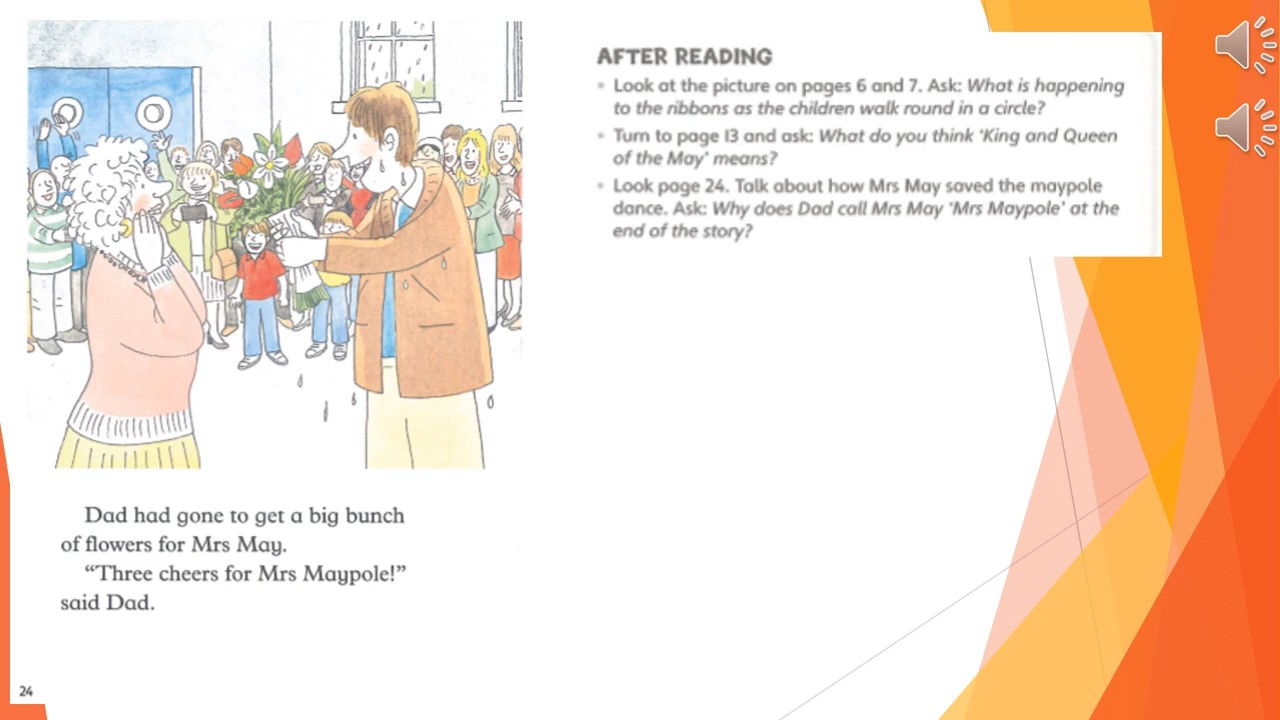 Dad had gone to get a big bunch
of flowers for Mrs May.
“Three cheers for Mrs Maypole!”
said Dad.
24
AFTER READING
• Look at the picture on pages 6 and 7. Ask: What is happening
to the ribbons as the children walk round in a circle?
• Turn to page 13 and ask: What do you think ‘King and Queen
of the May’ means?
• Look page 24. Talk about how Mrs May saved the maypole
dance. Ask: Why does Dad call Mrs May ‘Mrs Maypole’ at the
end of the story?